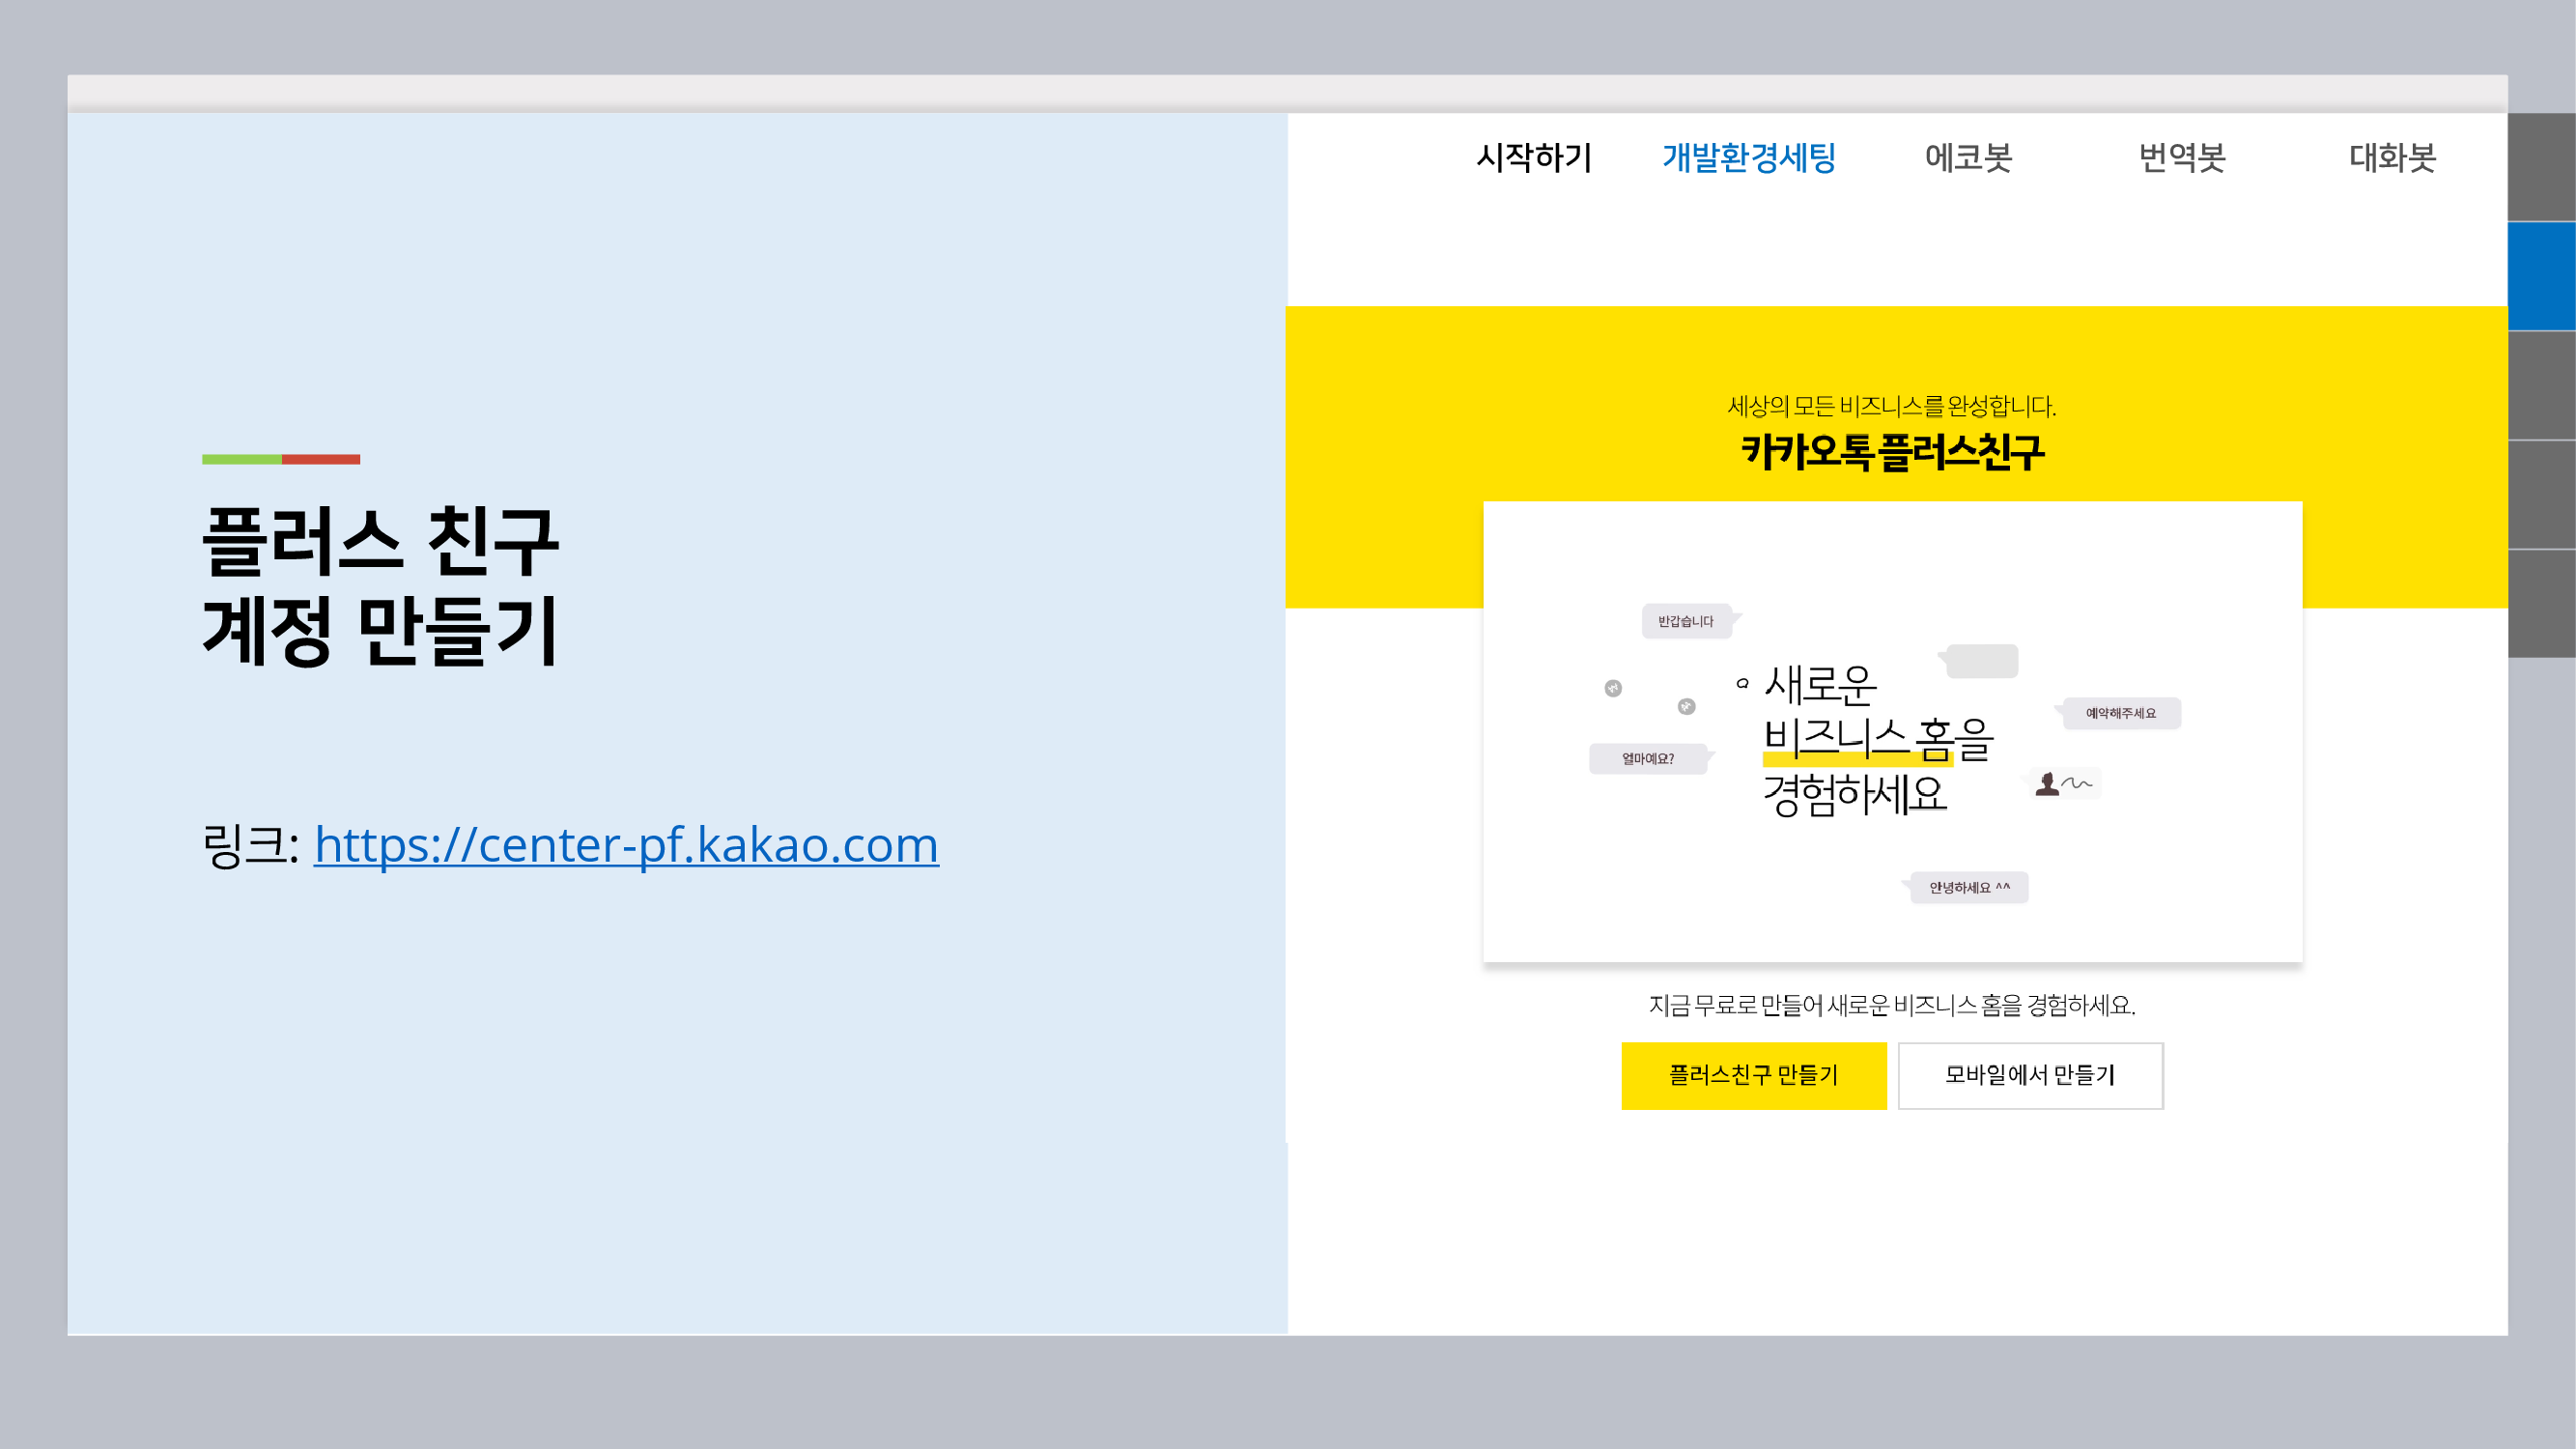 시작하기 개발환경세팅 에코봇 번역봇 대화봇
플러스 친구
계정 만들기
링크: https://center-pf.kakao.com
세상의 모든 비즈니스를 완성합니다.
카카오톡 플러스친구
반갑습니다
새로운
비즈니스 홈을
경험하세요
예약해주세요
얼마예요?
안녕하세요 ^^
지금 무료로 만들어 새로운 비즈니스 홈을 경험하세요.
플러스친구 만들기
모바일에서 만들기